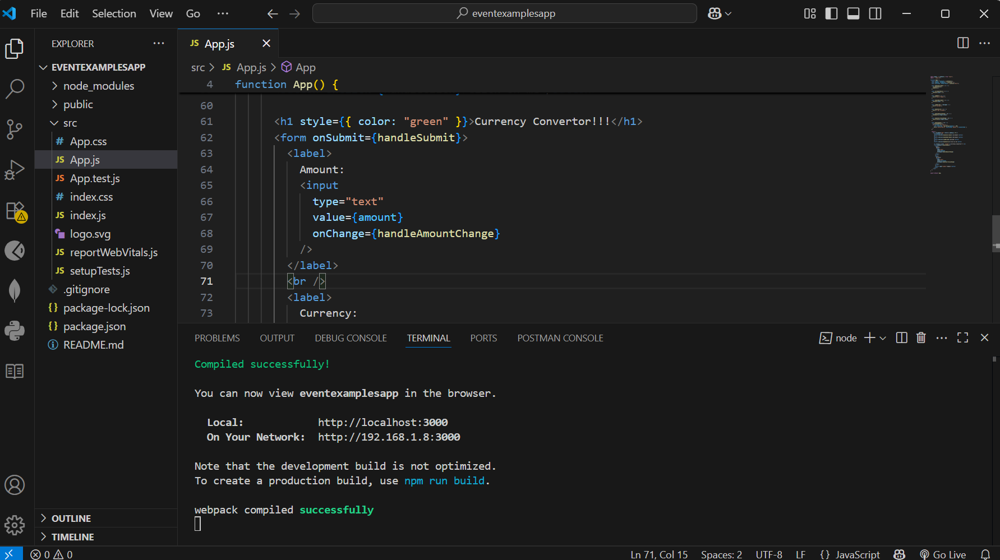 File Edit Selection View Go ··· eventexamplesapp
EXPLORER ···
EVENTEXAMPLESAPP
node_modules
public
src
# App.css
JS App.js
JS App.test.js
# index.css
JS index.js
logo.svg
JS reportWebVitals.js
JS setupTests.js
.gitignore
{} package-lock.json
{} package.json
README.md
OUTLINE
TIMELINE
JS App.js
src > JS App.js > App
4 function App() {
60
61 <h1 style={{ color: "green" }}>Currency Convertor!!!</h1>
62 <form onSubmit={handleSubmit}>
63 <label>
64 Amount:
65 <input
66 type="text"
67 value={amount}
68 onChange={handleAmountChange}
69 />
70 </label>
71 <br />
72 <label>
73 Currency:
PROBLEMS OUTPUT DEBUG CONSOLE TERMINAL PORTS POSTMAN CONSOLE node
Compiled successfully!
You can now view eventexamplesapp in the browser.
Local: http://localhost:3000
On Your Network: http://192.168.1.8:3000
Note that the development build is not optimized.
To create a production build, use npm run build.
webpack compiled successfully
0 0 Ln 71, Col 15 Spaces: 2 UTF-8 LF {} JavaScript Go Live